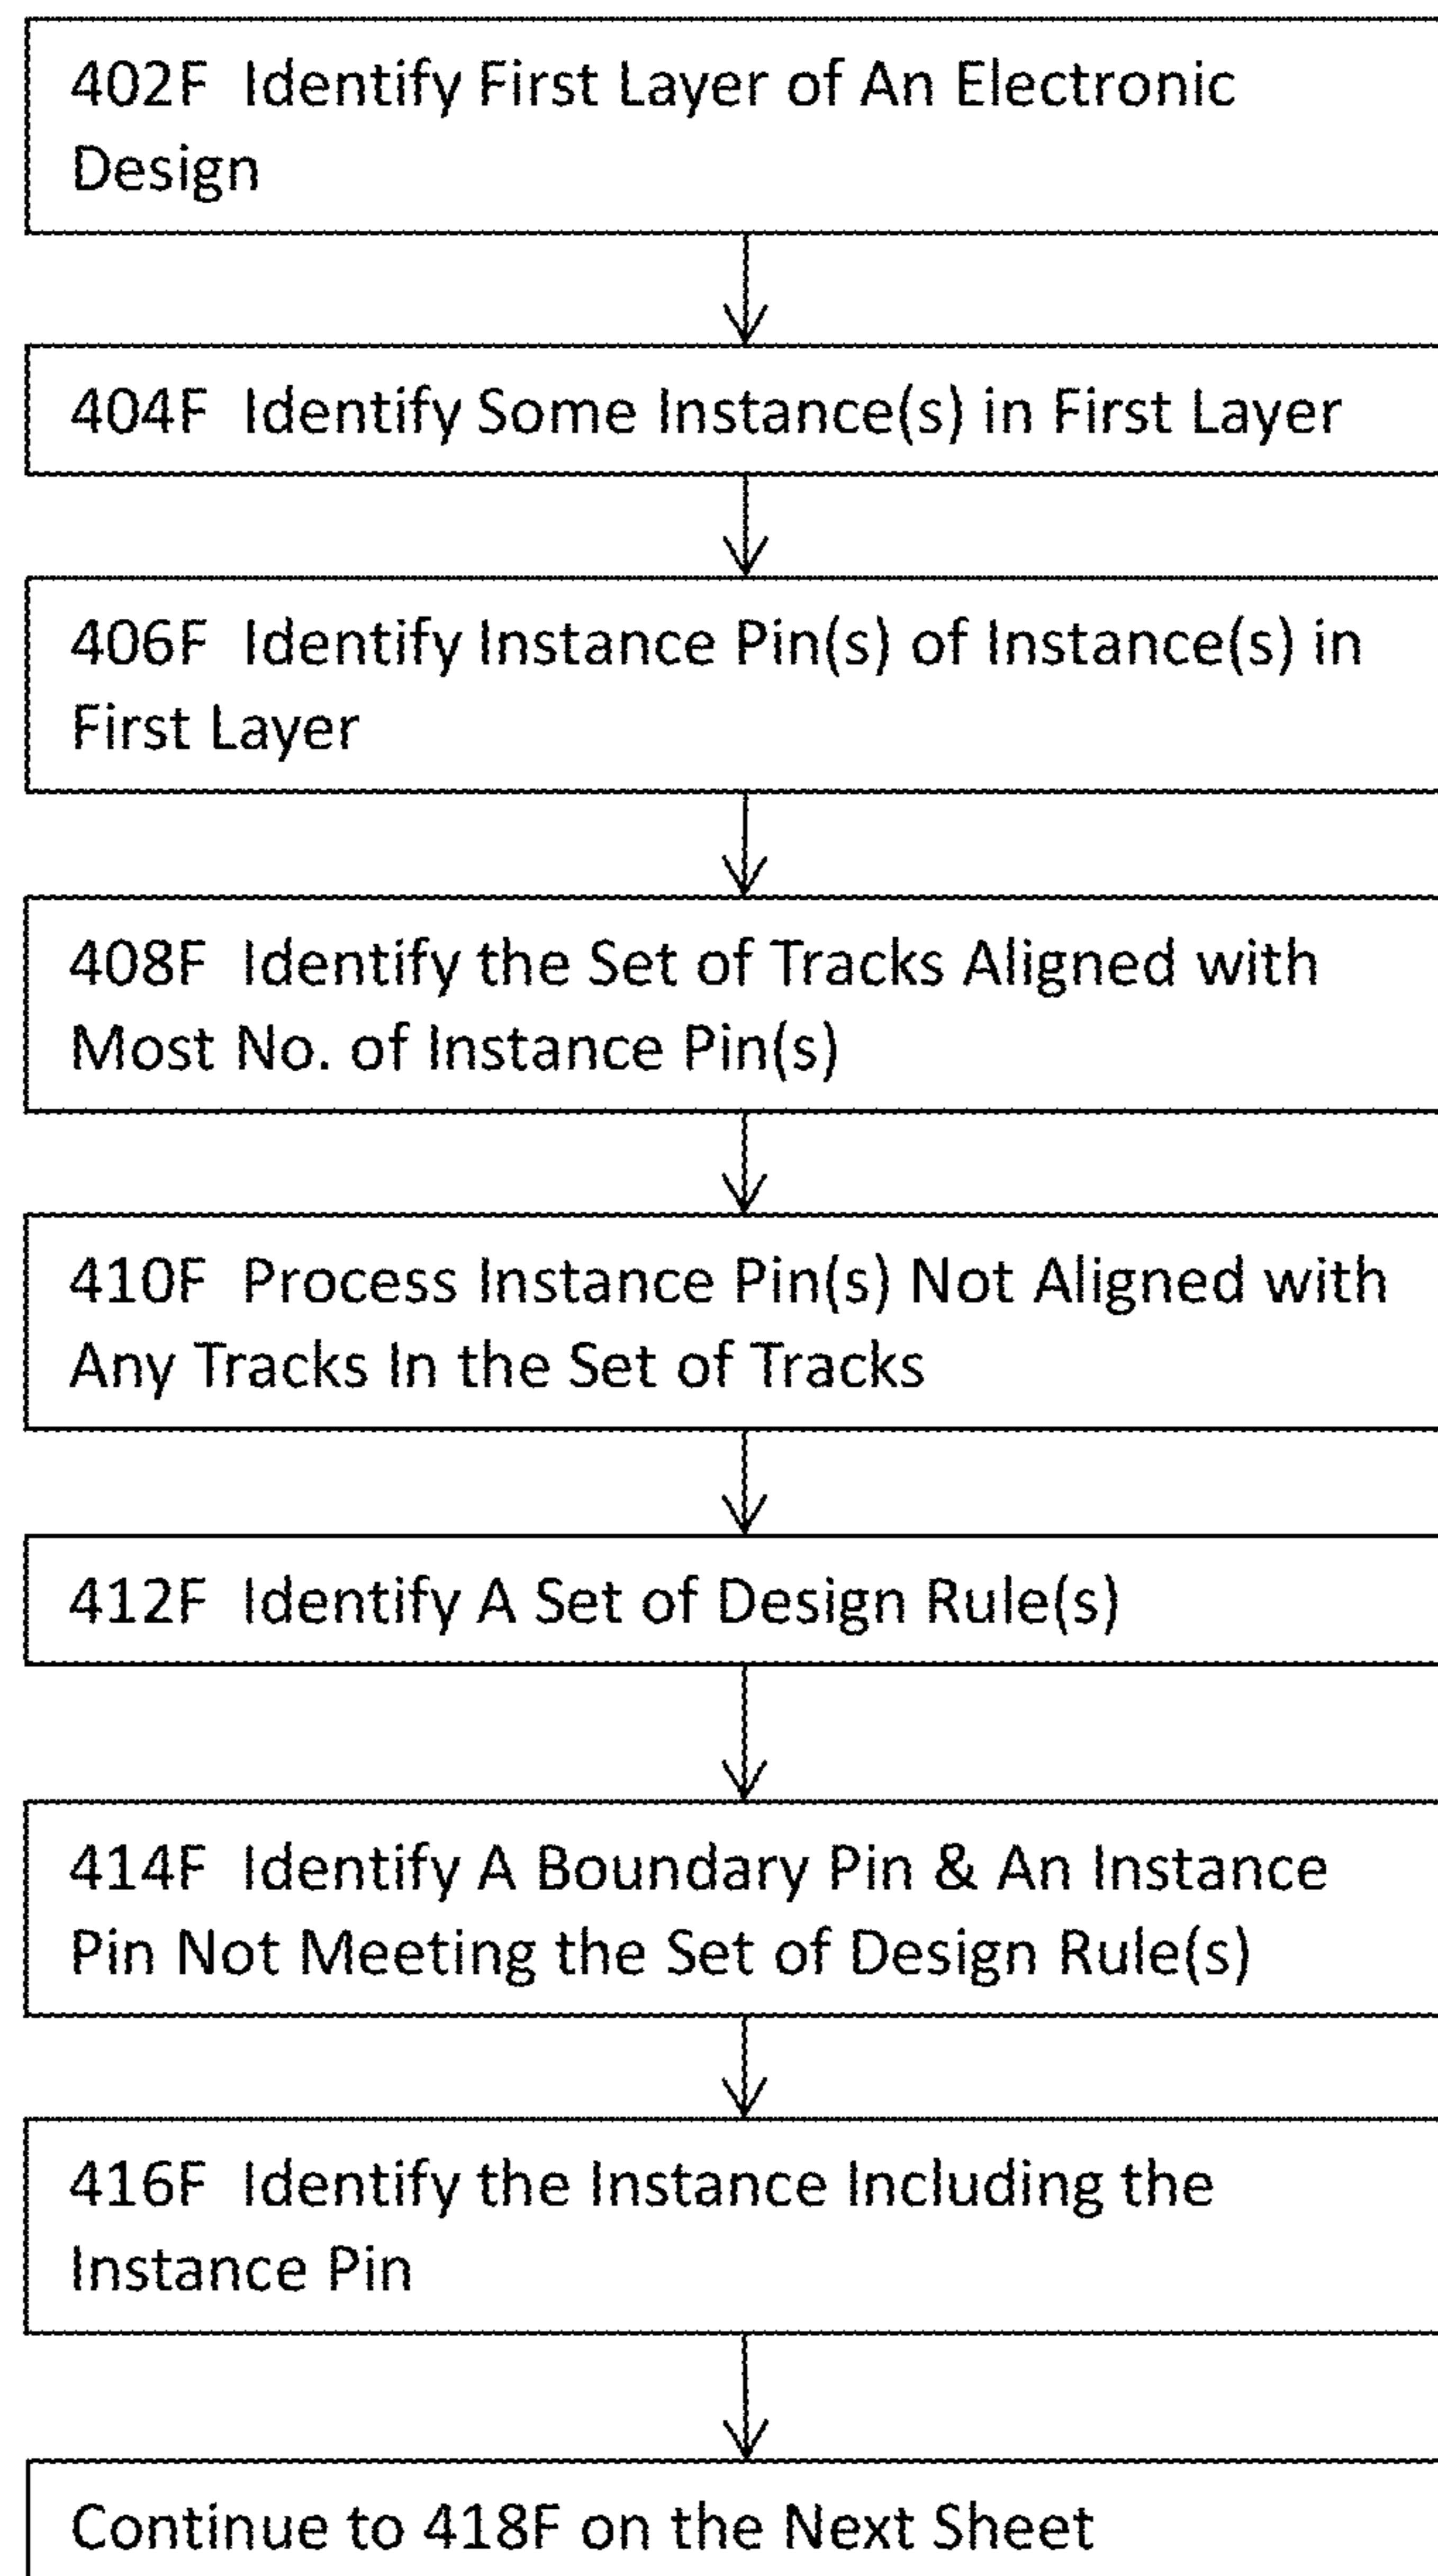 402F Identify First Layer of An Electronic
Design
404F Identify Some Instance(s) in First Layer
406F Identify Instance Pin(s) of Instance(s) in
First Layer
408F Identify the Set of Tracks Aligned with
Most No. of Instance Pin(s)
410F Process Instance Pin(s) Not Aligned with
Any Tracks In the Set of Tracks
412F Identify A Set of Design Rule(s)
414F Identify A Boundary Pin & An Instance
Pin Not Meeting the Set of Design Rule(s)
416F Identify the Instance Including the
Instance Pin
Continue to 418F on the Next Sheet